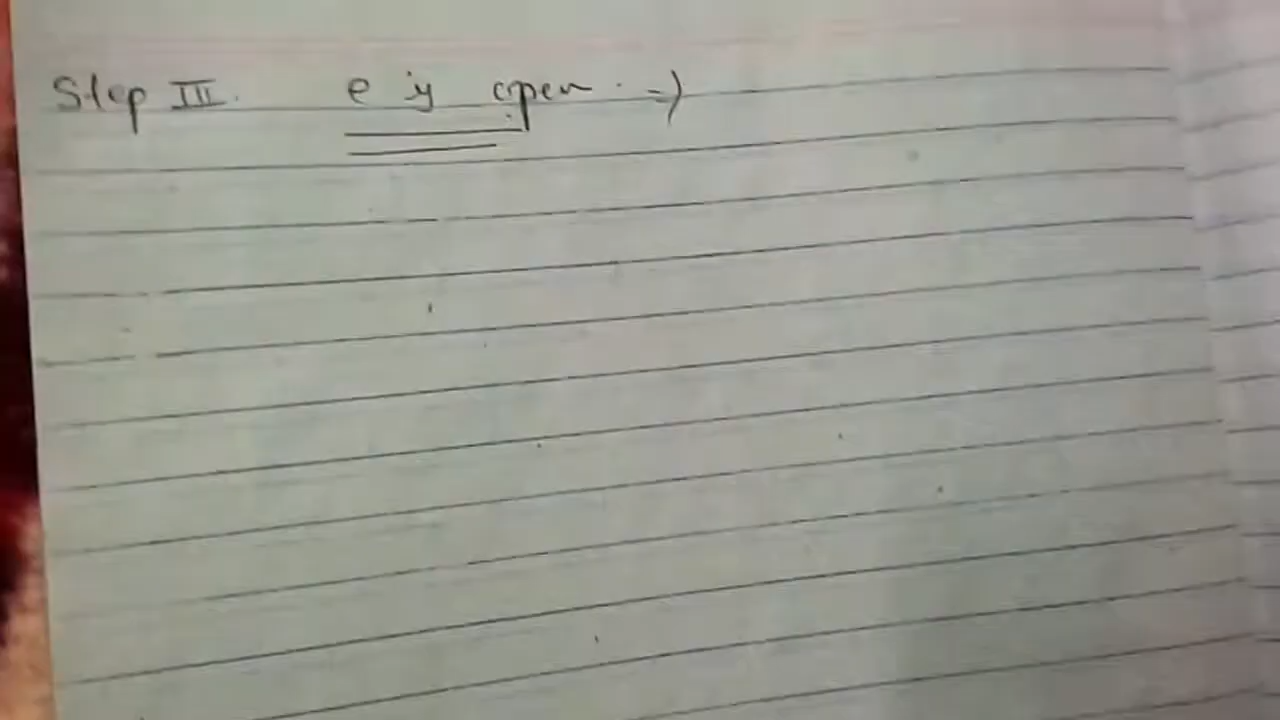 Step III. e is open. =)